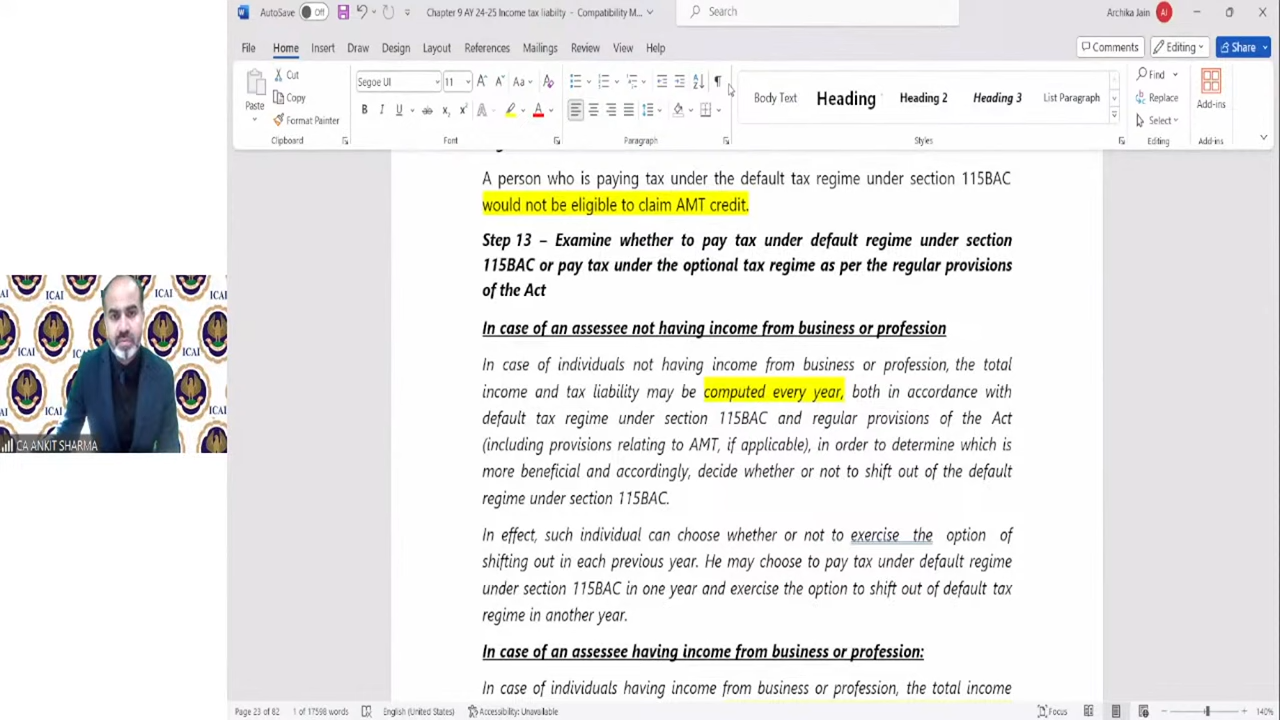 AutoSave Off Chapter 9 AY 24-25 Income tax liabilty - Compatibility M... Search Archika Jain AJ
File Home Insert Draw Design Layout References Mailings Review View Help Comments Editing Share
Paste Cut Copy Format Painter Clipboard
Segoe UI 11 Aa B I U ab x₂ x² A Font
Paragraph
Body Text Heading Heading 2 Heading 3 List Paragraph Styles
Find Replace Select Editing
Add-ins Add-ins
A person who is paying tax under the default tax regime under section 115BAC
would not be eligible to claim AMT credit.
Step 13 – Examine whether to pay tax under default regime under section
115BAC or pay tax under the optional tax regime as per the regular provisions
of the Act
In case of an assessee not having income from business or profession
In case of individuals not having income from business or profession, the total
income and tax liability may be computed every year, both in accordance with
default tax regime under section 115BAC and regular provisions of the Act
(including provisions relating to AMT, if applicable), in order to determine which is
more beneficial and accordingly, decide whether or not to shift out of the default
regime under section 115BAC.
In effect, such individual can choose whether or not to exercise the option of
shifting out in each previous year. He may choose to pay tax under default regime
under section 115BAC in one year and exercise the option to shift out of default tax
regime in another year.
In case of an assessee having income from business or profession:
In case of individuals having income from business or profession, the total income
ICAI
ICAI
ICAI
CA ANKIT SHARMA
Page 23 of 82 1 of 17598 words English (United States) Accessibility: Unavailable Focus 140%